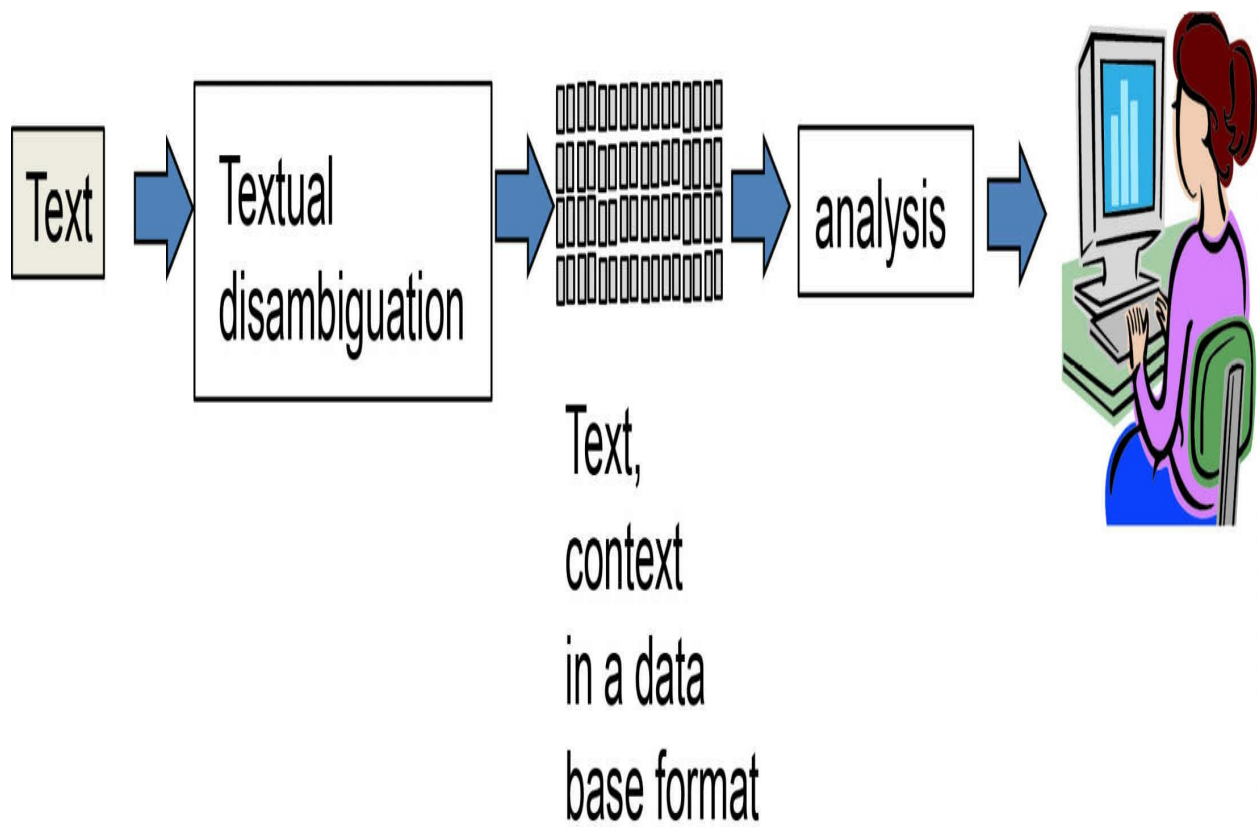 Text
Textual
disambiguation
analysis
Text,
context
in a data
base format